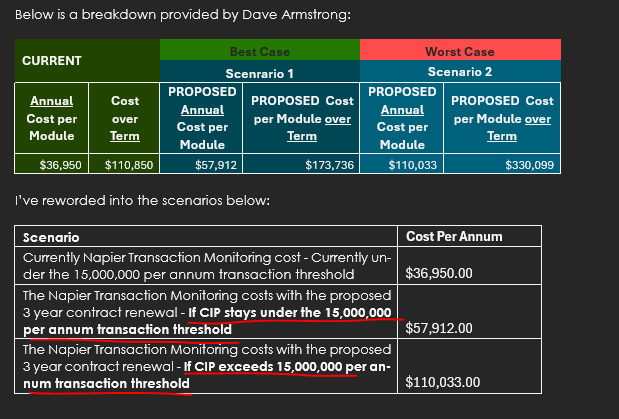 Below is a breakdown provided by Dave Armstrong:
CURRENT
Best Case
Worst Case
Scenrario 1
Scenario 2
Annual
Cost per
Module
Cost
over
Term
PROPOSED
Annual
Cost per
Module
PROPOSED Cost
per Module over
Term
PROPOSED
Annual
Cost per
Module
PROPOSED Cost
per Module over
Term
$36,950
$110,850
$57,912
$173,736
$110,033
$330,099
I've reworded into the scenarios below:
Scenario
Cost Per Annum
Currently Napier Transaction Monitoring cost - Currently un-
der the 15,000,000 per annum transaction threshold
$36,950.00
The Napier Transaction Monitoring costs with the proposed
3 year contract renewal - If CIP stays under the 15,000,000
per annum transaction threshold
$57,912.00
The Napier Transaction Monitoring costs with the proposed
3 year contract renewal - If CIP exceeds 15,000,000 per an-
num transaction threshold
$110,033.00